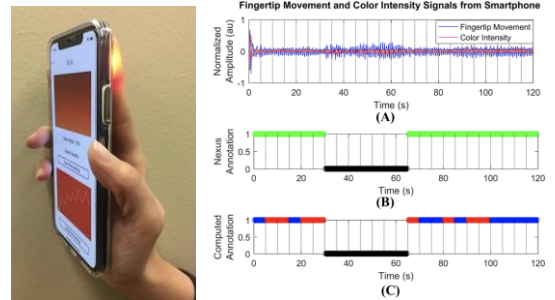 Fingertip Movement and Color Intensity Signals from Smartphone
Normalized
Amplitude (au)
1
0
-1
Fingertip Movement
Color Intensity
0 20 40 60 80 100 120
Time (s)
(A)
Nexus
Annotation
1
0.5
0
0 20 40 60 80 100 120
Time (s)
(B)
Computed
Annotation
1
0.5
0
0 20 40 60 80 100 120
Time (s)
(C)